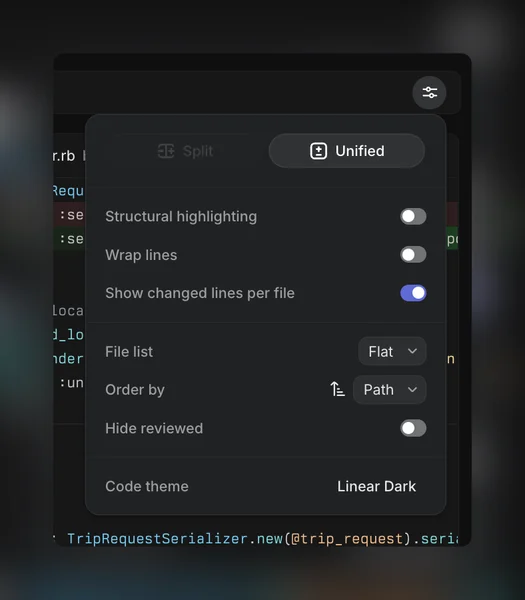 r.rb
Split
Unified
Requ
:se
:se
Structural highlighting
Wrap lines
Show changed lines per file
loca
d_lo
nder
n
:un
File list
Flat
Order by
Path
Hide reviewed
Code theme
Linear Dark
: TripRequestSerializer.new(@trip_request).seria